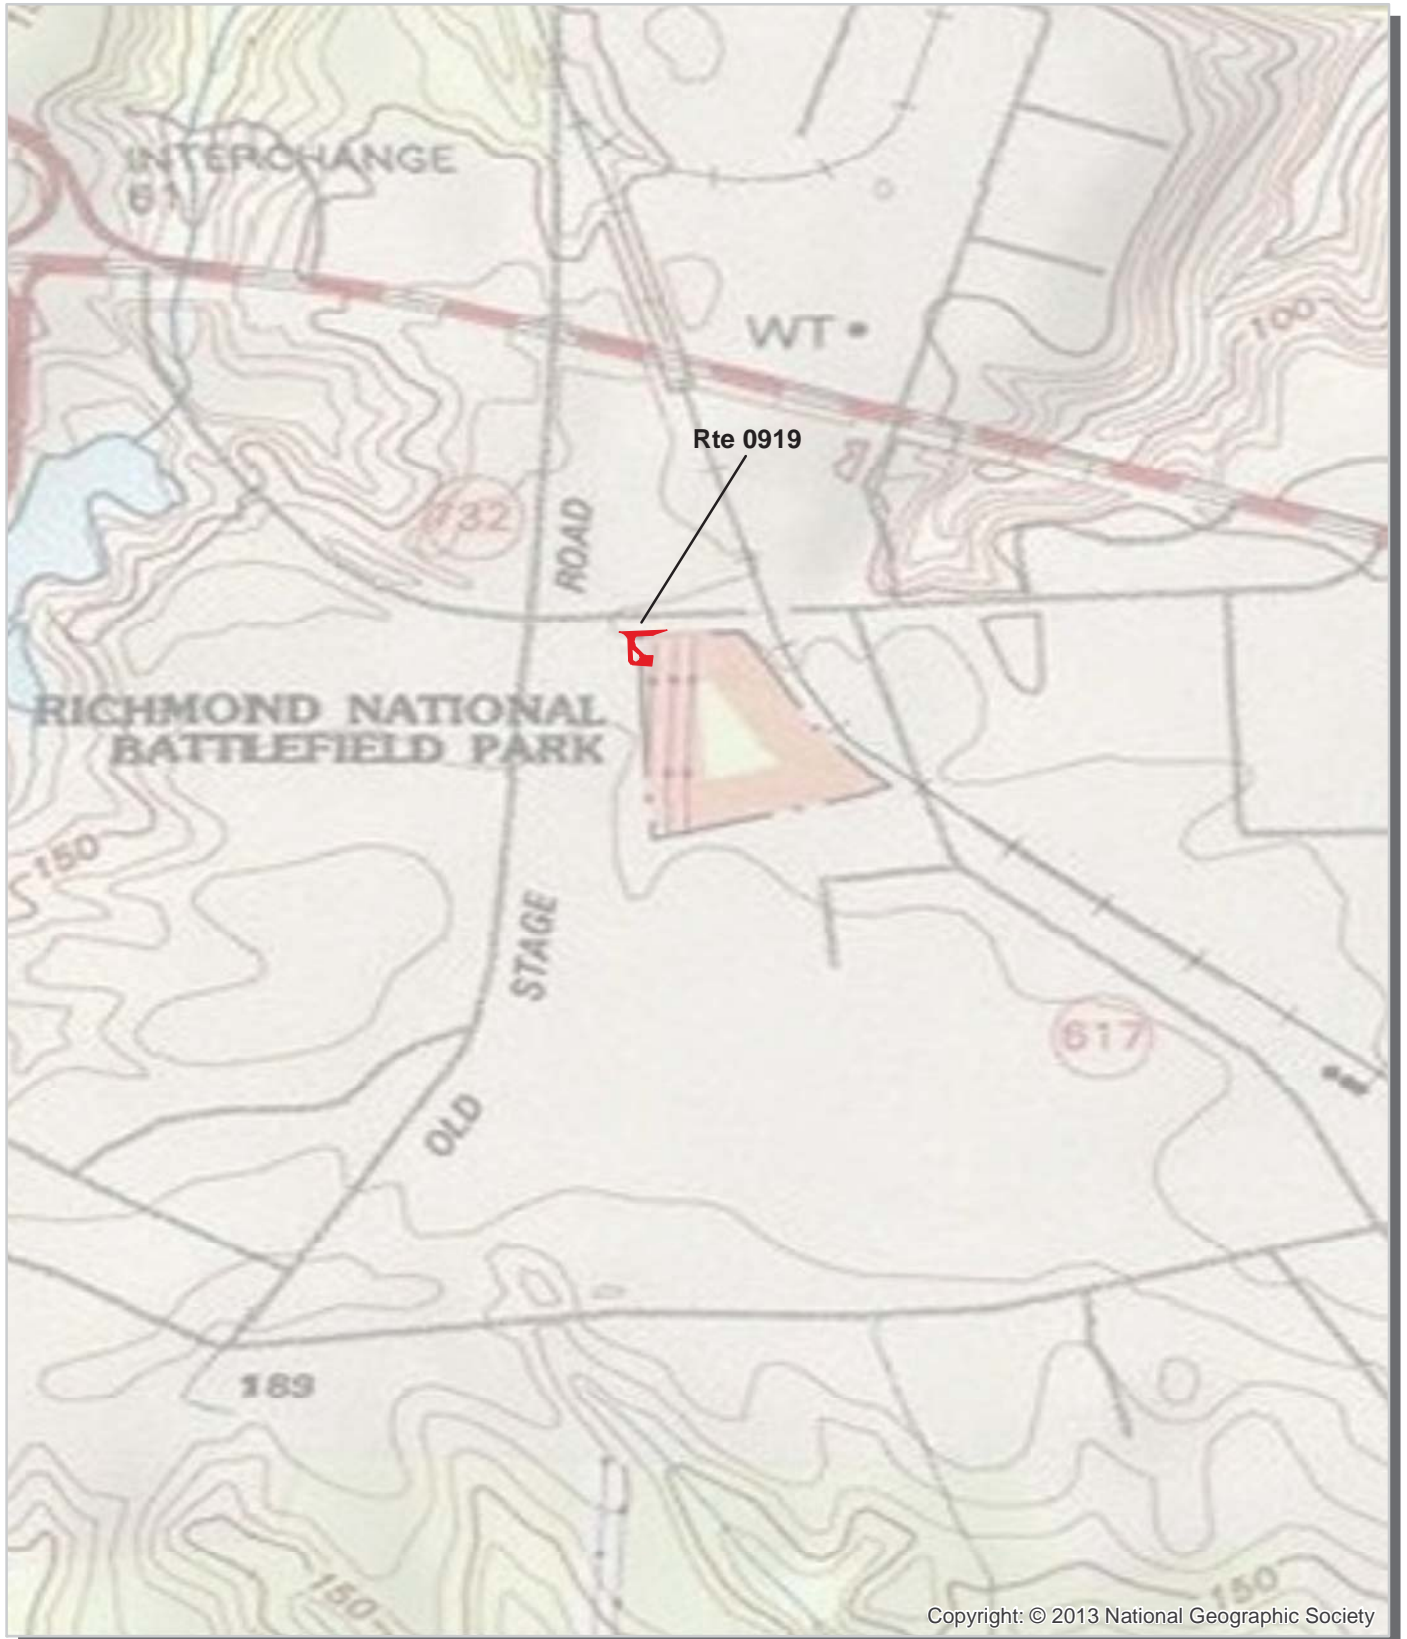 INTERCHANGE
61
WT
100
Rte 0919
732
ROAD
RICHMOND NATIONAL
BATTLEFIELD PARK
150
STAGE
617
OLD
189
150
150
Copyright: © 2013 National Geographic Society